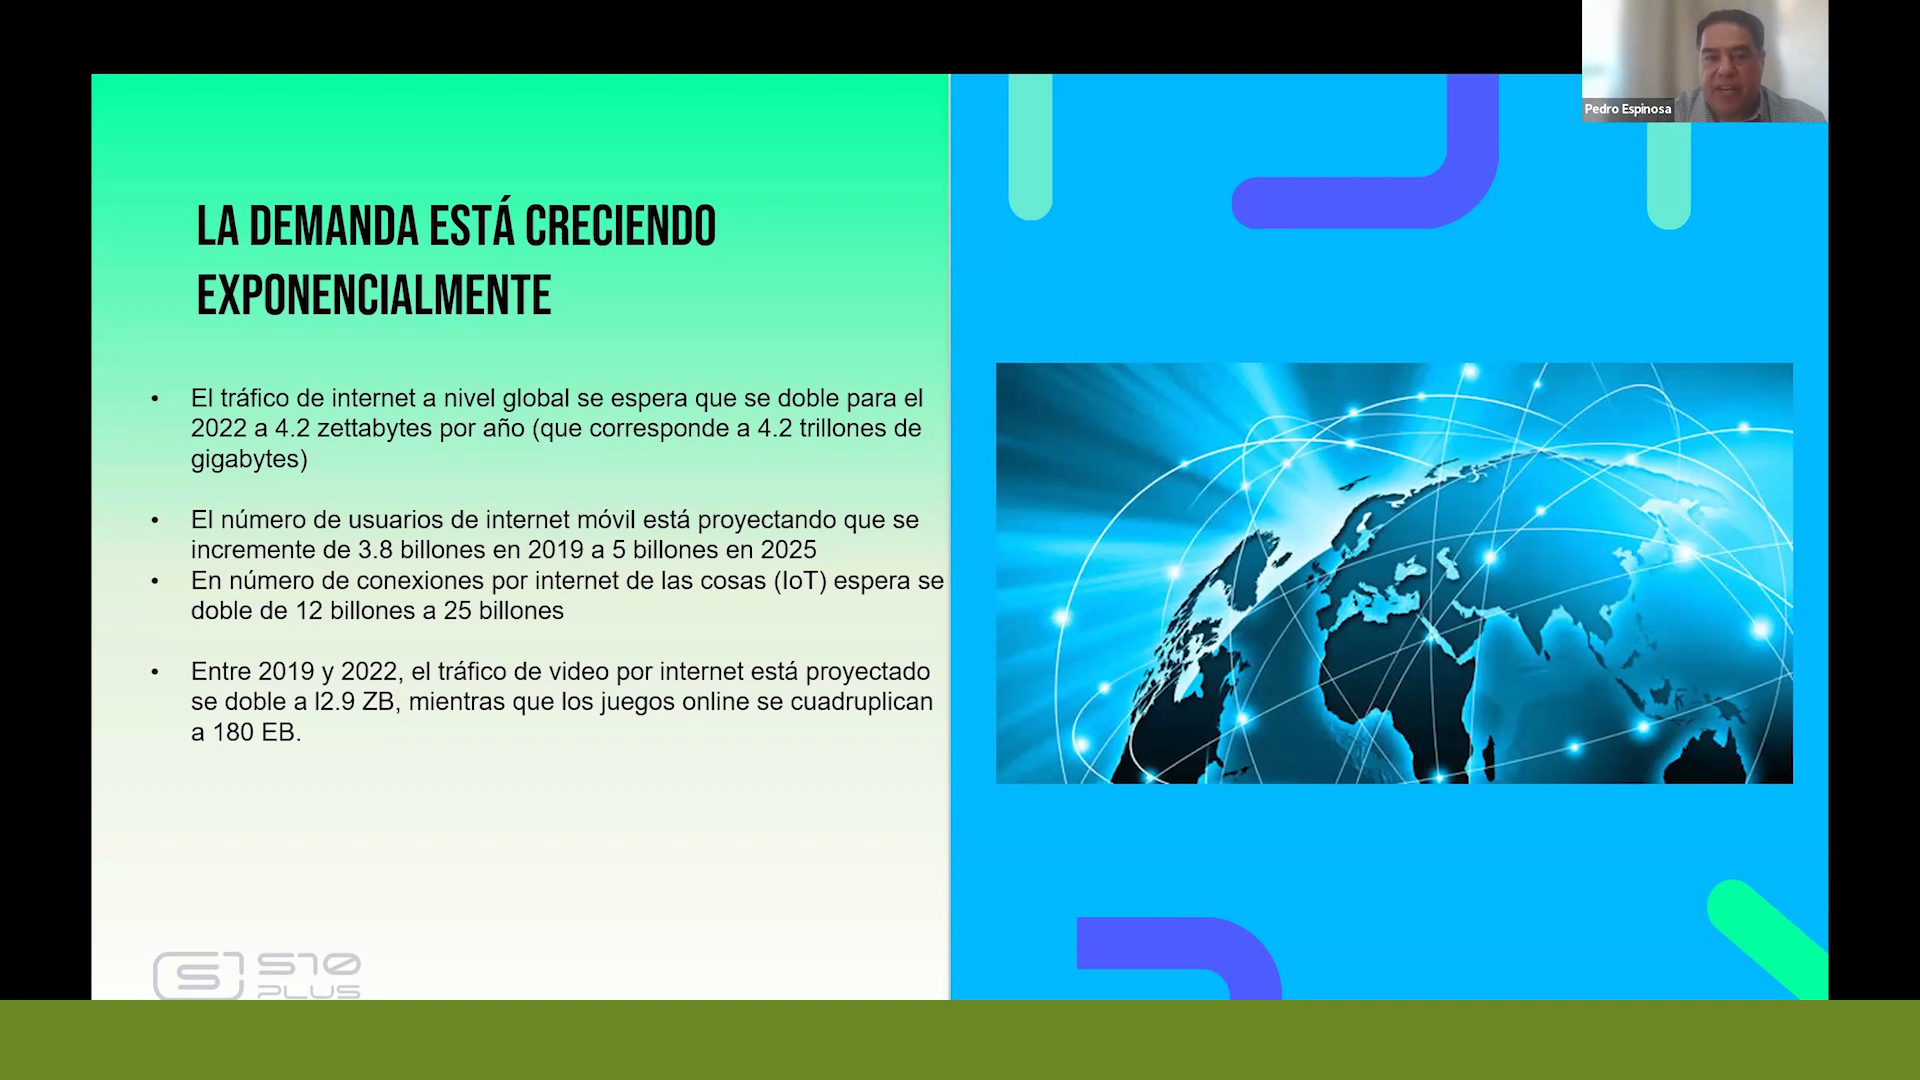 Pedro Espinosa
LA DEMANDA ESTÁ CRECIENDO
EXPONENCIALMENTE
• El tráfico de internet a nivel global se espera que se doble para el
2022 a 4.2 zettabytes por año (que corresponde a 4.2 trillones de
gigabytes)
• El número de usuarios de internet móvil está proyectando que se
incremente de 3.8 billones en 2019 a 5 billones en 2025
• En número de conexiones por internet de las cosas (IoT) espera se
doble de 12 billones a 25 billones
• Entre 2019 y 2022, el tráfico de video por internet está proyectado
se doble a l2.9 ZB, mientras que los juegos online se cuadruplican
a 180 EB.
S10
PLUS